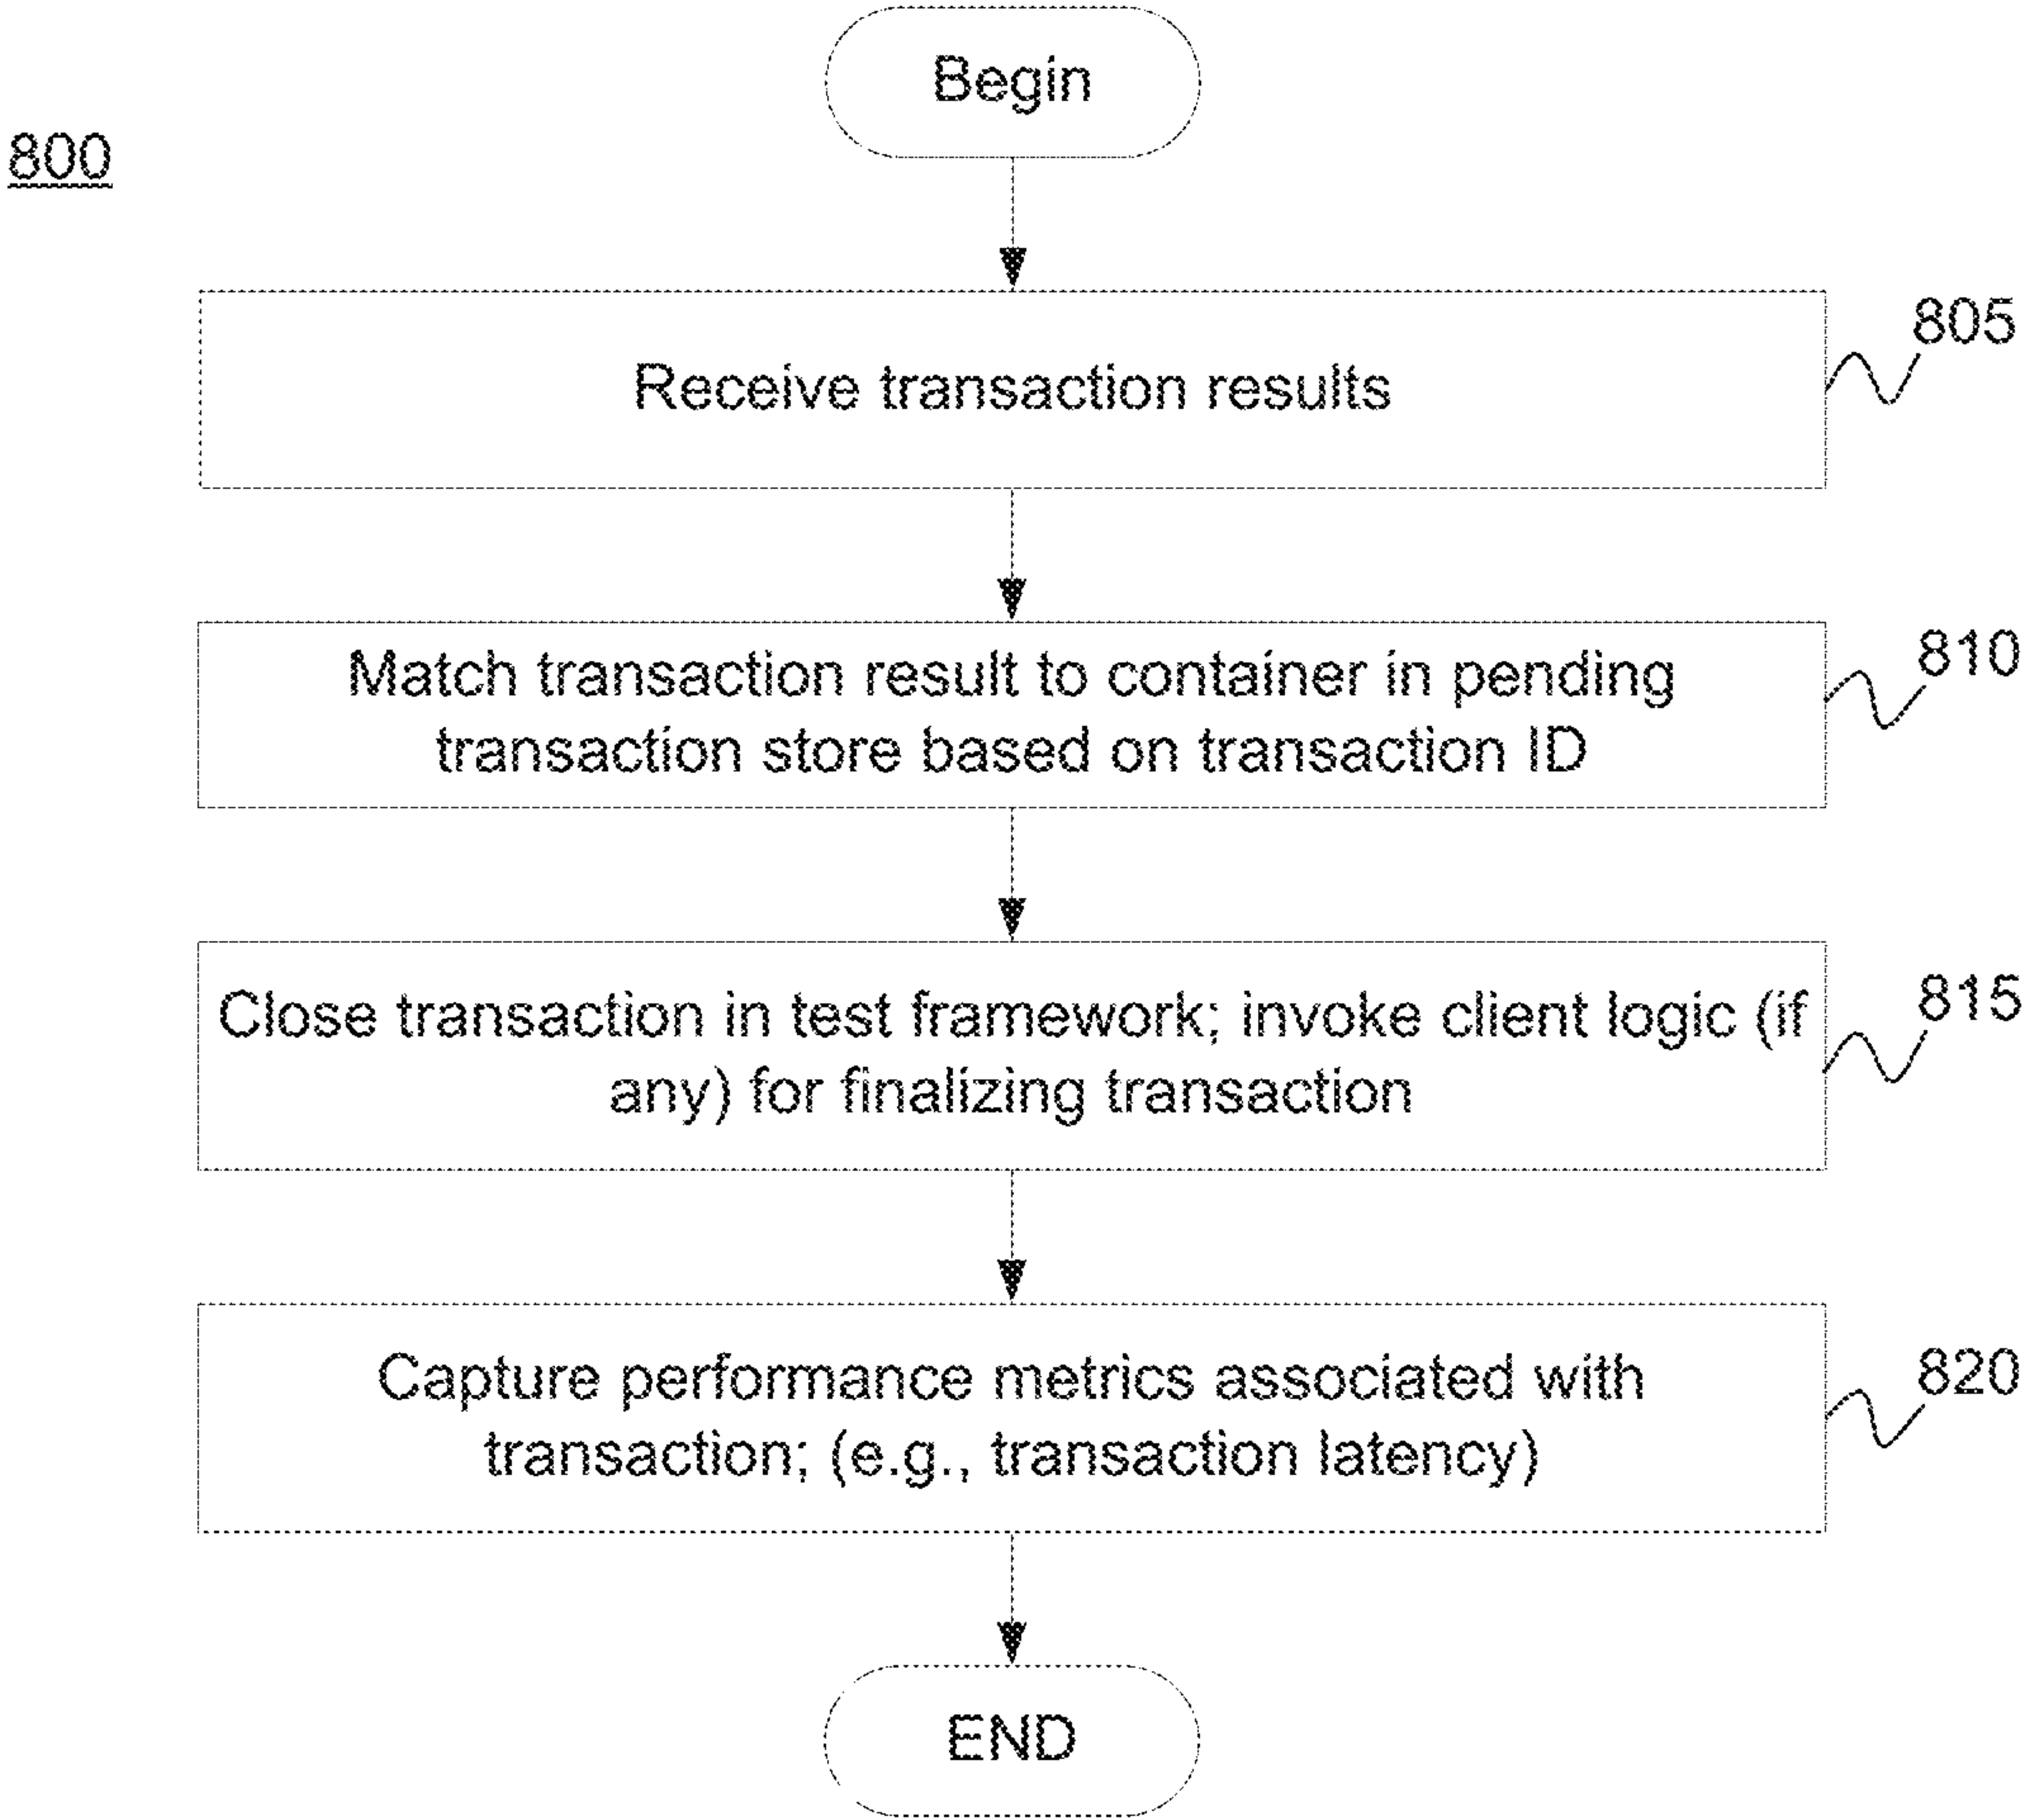 Begin
800
805
Receive transaction results
810
Match transaction result to container in pending
transaction store based on transaction ID
815
Close transaction in test framework; invoke client logic (if
any) for finalizing transaction
820
Capture performance metrics associated with
transaction; (e.g., transaction latency)
END